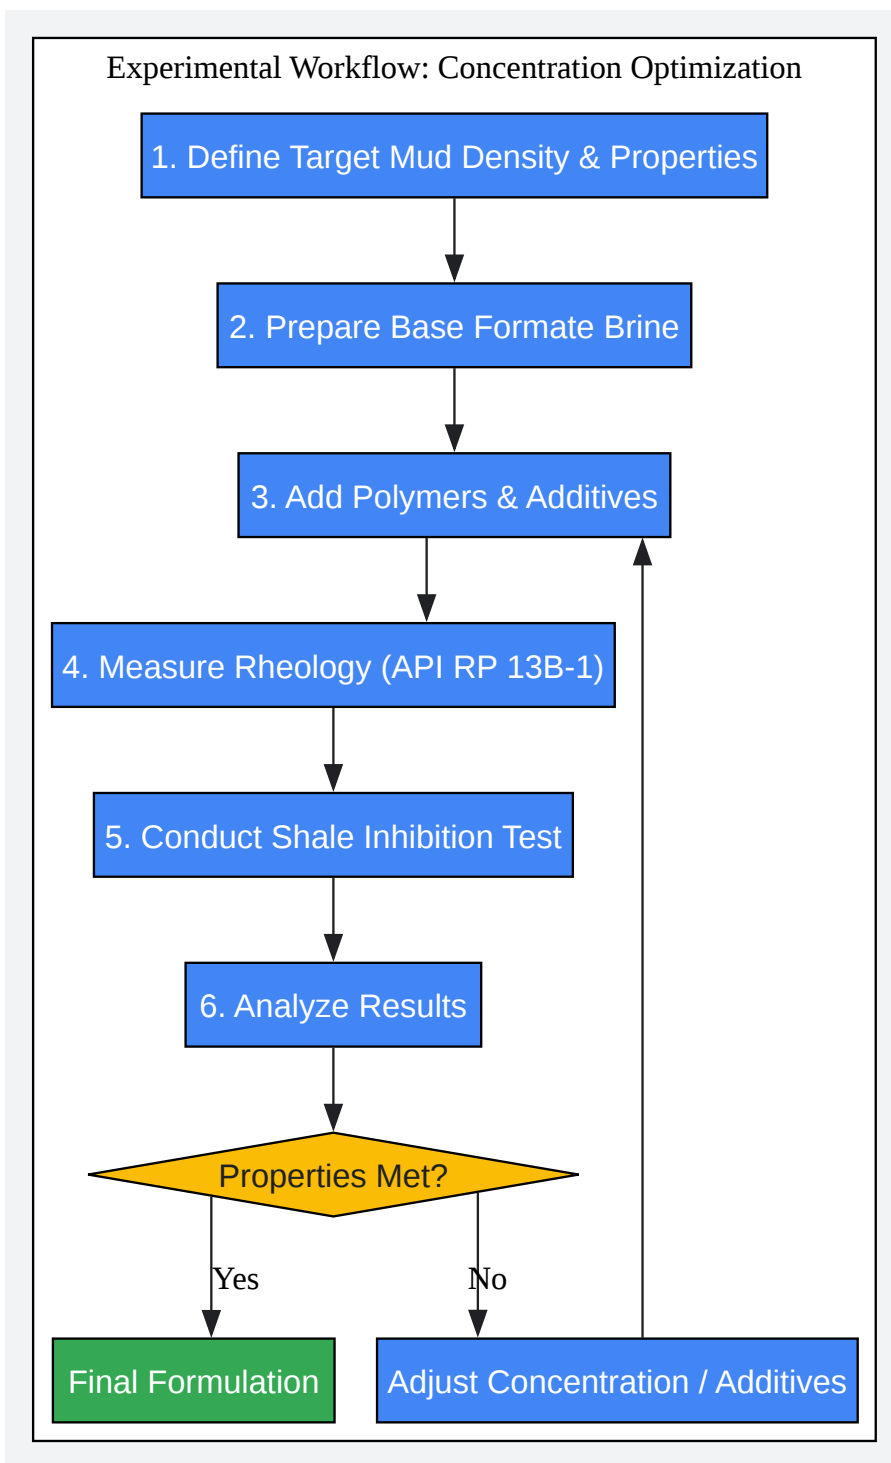 Experimental Workflow: Concentration Optimization
1. Define Target Mud Density & Properties
2. Prepare Base Formate Brine
3. Add Polymers & Additives
4. Measure Rheology (API RP 13B-1)
5. Conduct Shale Inhibition Test
6. Analyze Results
Properties Met?
Yes
No
Final Formulation
Adjust Concentration / Additives